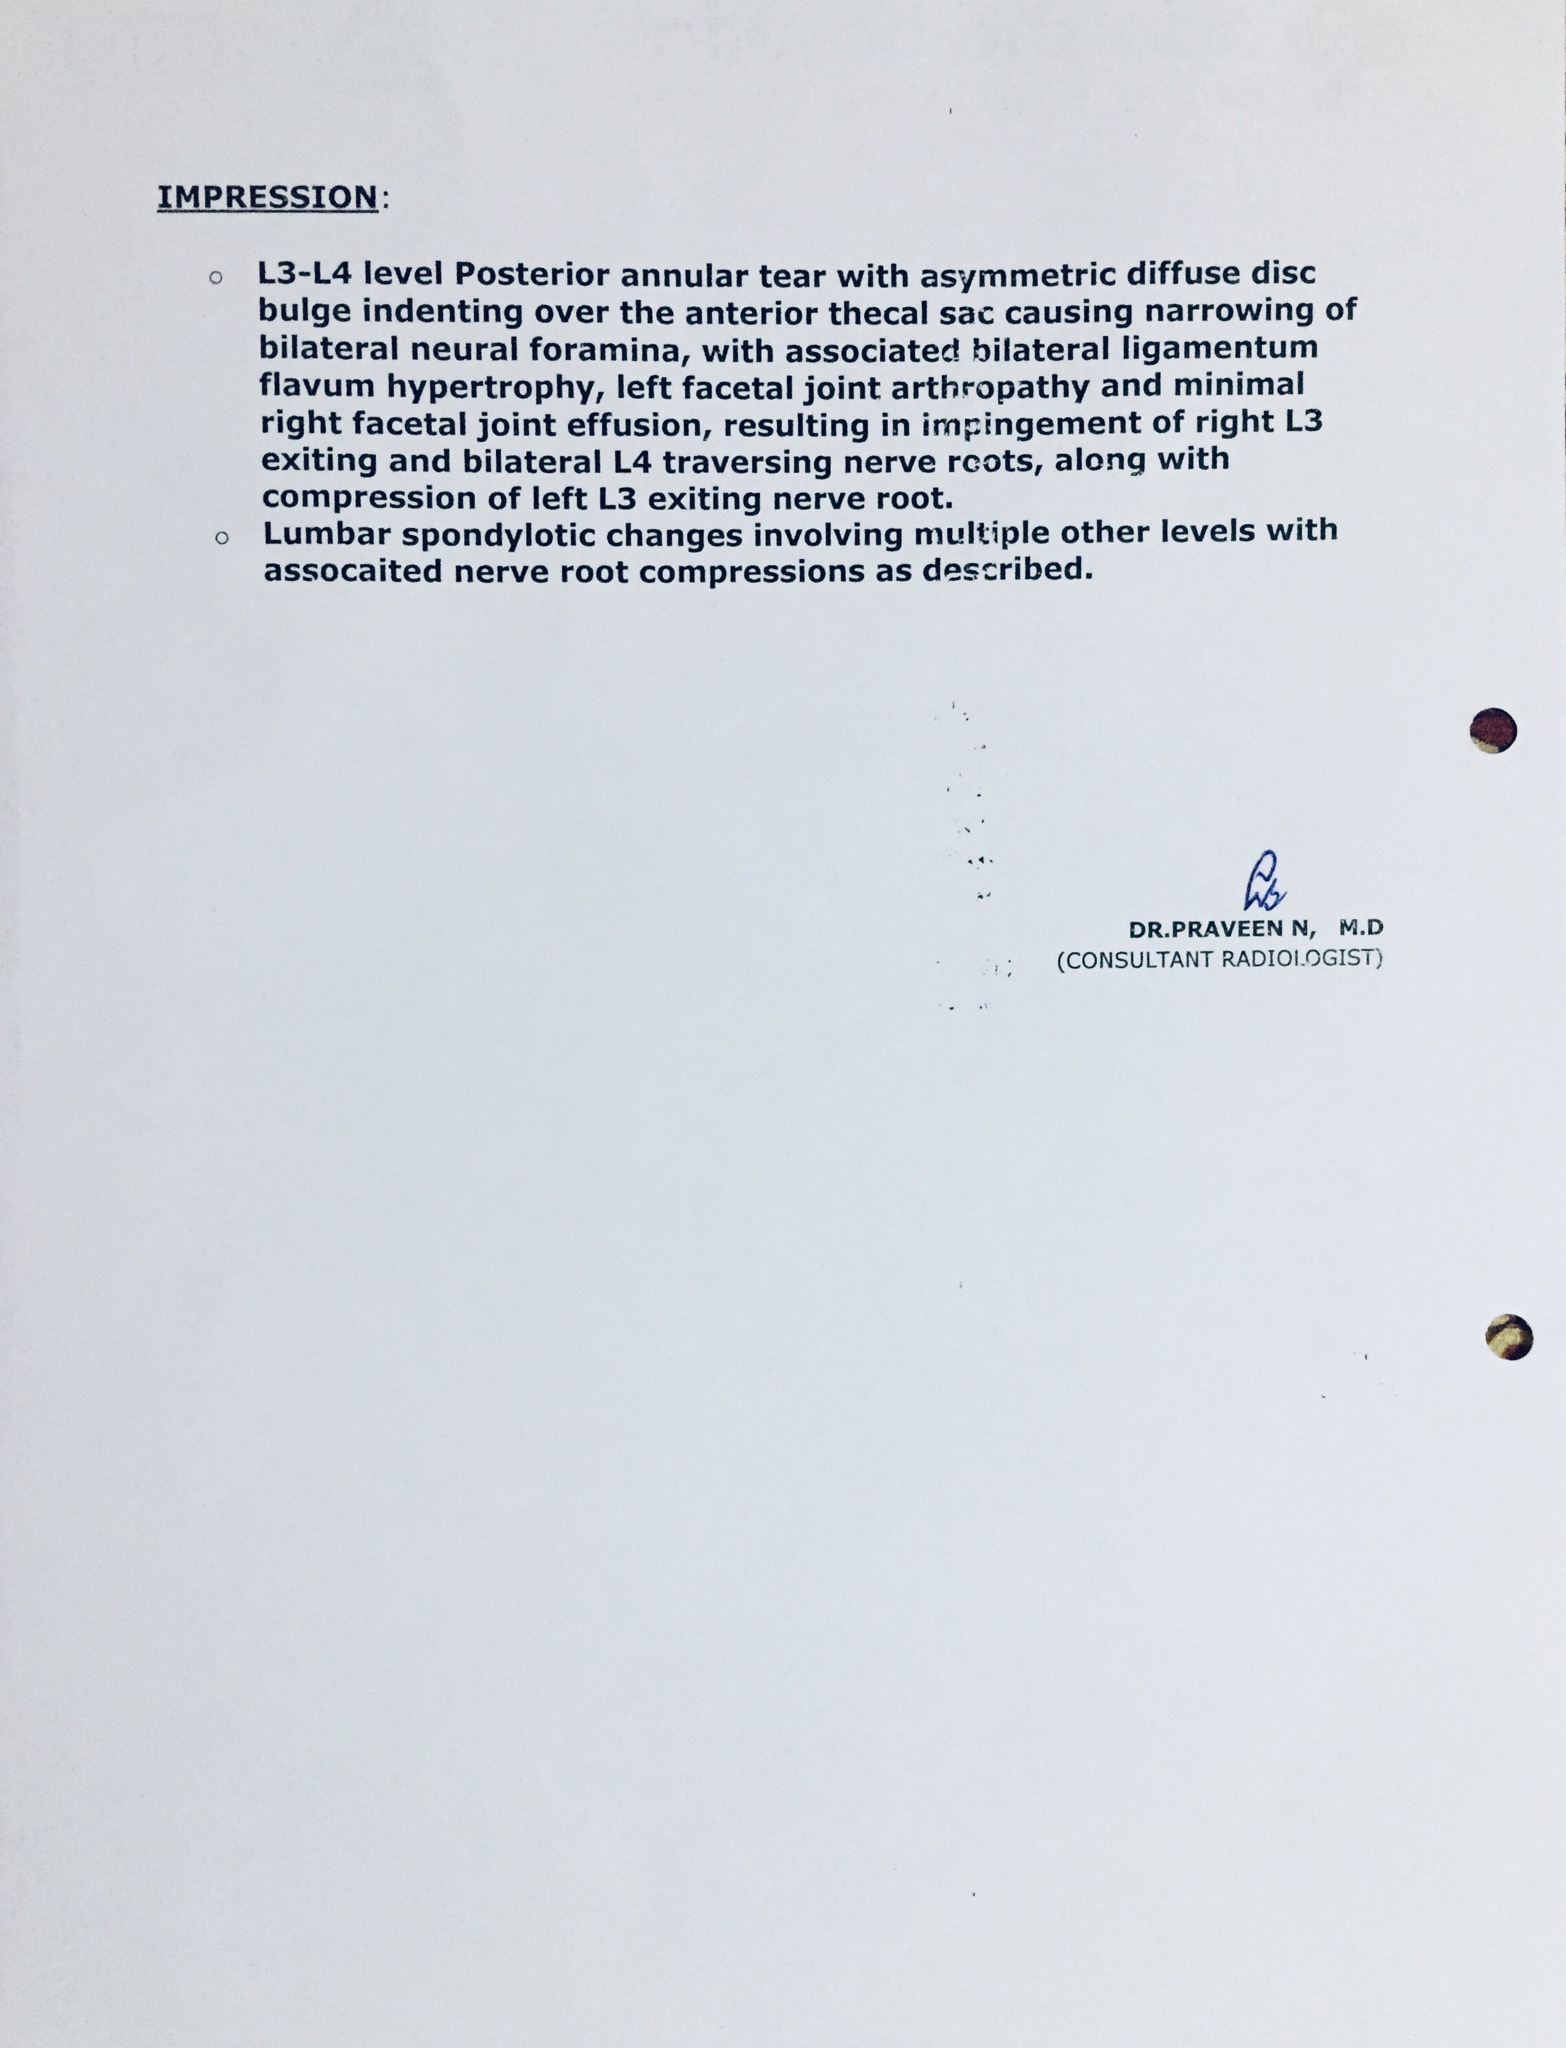 IMPRESSION:
○ L3-L4 level Posterior annular tear with asymmetric diffuse disc
bulge indenting over the anterior thecal sac causing narrowing of
bilateral neural foramina, with associated bilateral ligamentum
flavum hypertrophy, left facetal joint arthropathy and minimal
right facetal joint effusion, resulting in impingement of right L3
exiting and bilateral L4 traversing nerve roots, along with
compression of left L3 exiting nerve root.
○ Lumbar spondylotic changes involving multiple other levels with
assocaited nerve root compressions as described.
DR.PRAVEEN N, M.D
(CONSULTANT RADIOLOGIST)